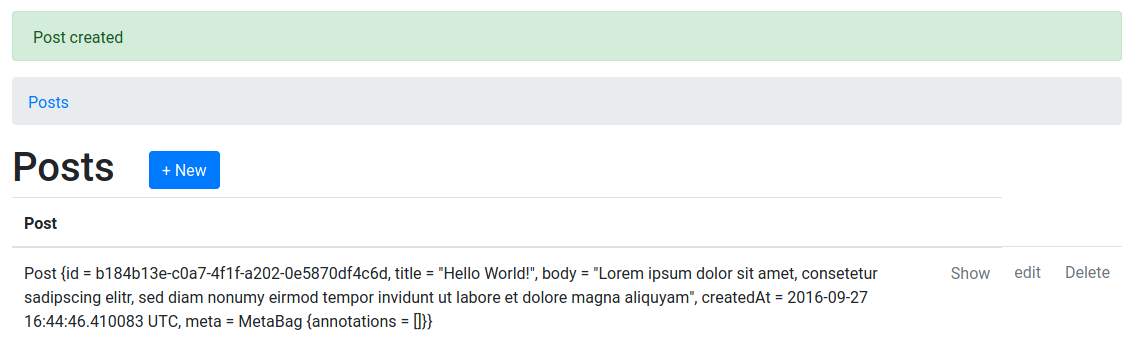 Post created
Posts
Posts
+ New
Post
Post {id = b184b13e-c0a7-4f1f-a202-0e5870df4c6d, title = "Hello World!", body = "Lorem ipsum dolor sit amet, consetetur
sadipscing elitr, sed diam nonumy eirmod tempor invidunt ut labore et dolore magna aliquyam", createdAt = 2016-09-27
16:44:46.410083 UTC, meta = MetaBag {annotations = []}}
Show
edit
Delete